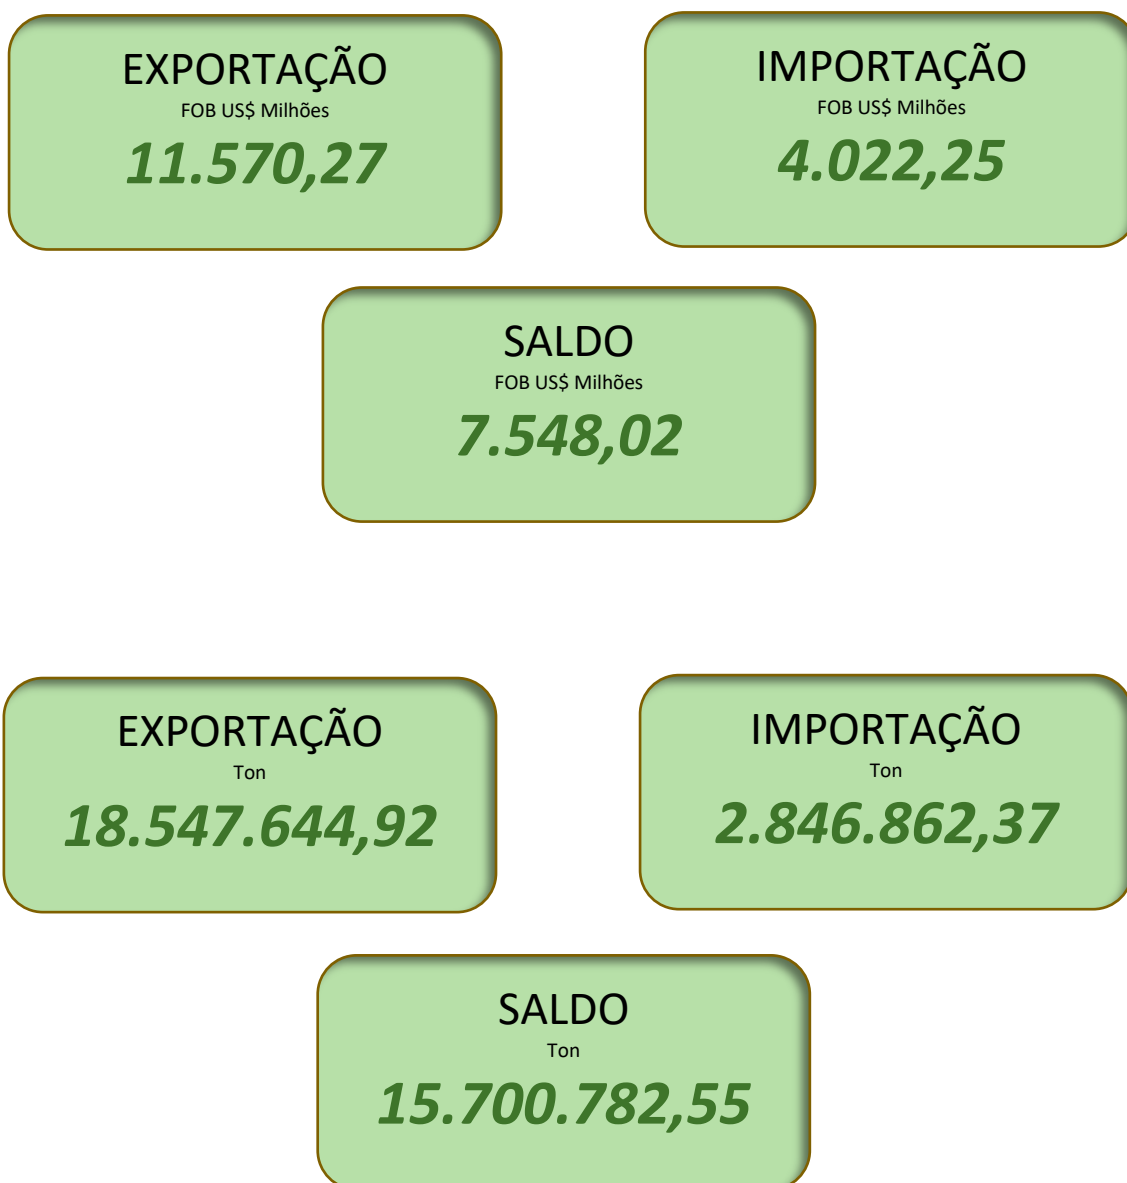 EXPORTAÇÃO
FOB US$ Milhões
11.570,27
IMPORTAÇÃO
FOB US$ Milhões
4.022,25
SALDO
FOB US$ Milhões
7.548,02
EXPORTAÇÃO
Ton
18.547.644,92
IMPORTAÇÃO
Ton
2.846.862,37
SALDO
Ton
15.700.782,55